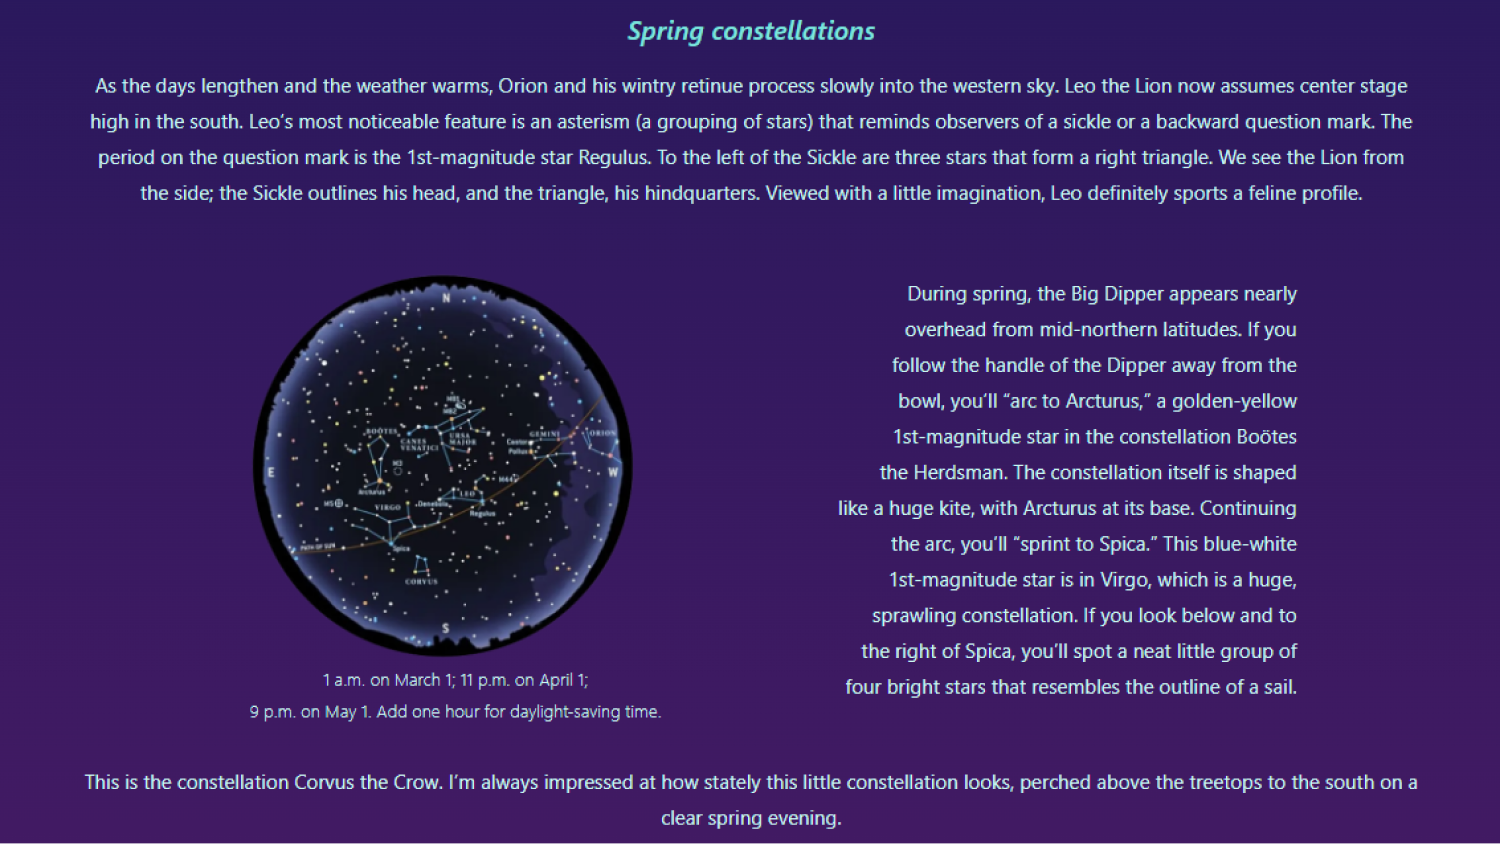 Spring constellations
As the days lengthen and the weather warms, Orion and his wintry retinue process slowly into the western sky. Leo the Lion now assumes center stage
high in the south. Leo’s most noticeable feature is an asterism (a grouping of stars) that reminds observers of a sickle or a backward question mark. The
period on the question mark is the 1st-magnitude star Regulus. To the left of the Sickle are three stars that form a right triangle. We see the Lion from
the side; the Sickle outlines his head, and the triangle, his hindquarters. Viewed with a little imagination, Leo definitely sports a feline profile.
N
M81
M82
BOÖTES
CANES
VENATICI
URSA
MAJOR
GEMINI
Castor
Pollux
ORION
E
M3
W
Arcturus
M44
LEO
M5
VIRGO
Denebola
Regulus
PATH OF SUN
Spica
CORVUS
S
1 a.m. on March 1; 11 p.m. on April 1;
9 p.m. on May 1. Add one hour for daylight-saving time.
During spring, the Big Dipper appears nearly
overhead from mid-northern latitudes. If you
follow the handle of the Dipper away from the
bowl, you’ll “arc to Arcturus,” a golden-yellow
1st-magnitude star in the constellation Boötes
the Herdsman. The constellation itself is shaped
like a huge kite, with Arcturus at its base. Continuing
the arc, you’ll “sprint to Spica.” This blue-white
1st-magnitude star is in Virgo, which is a huge,
sprawling constellation. If you look below and to
the right of Spica, you’ll spot a neat little group of
four bright stars that resembles the outline of a sail.
This is the constellation Corvus the Crow. I’m always impressed at how stately this little constellation looks, perched above the treetops to the south on a
clear spring evening.